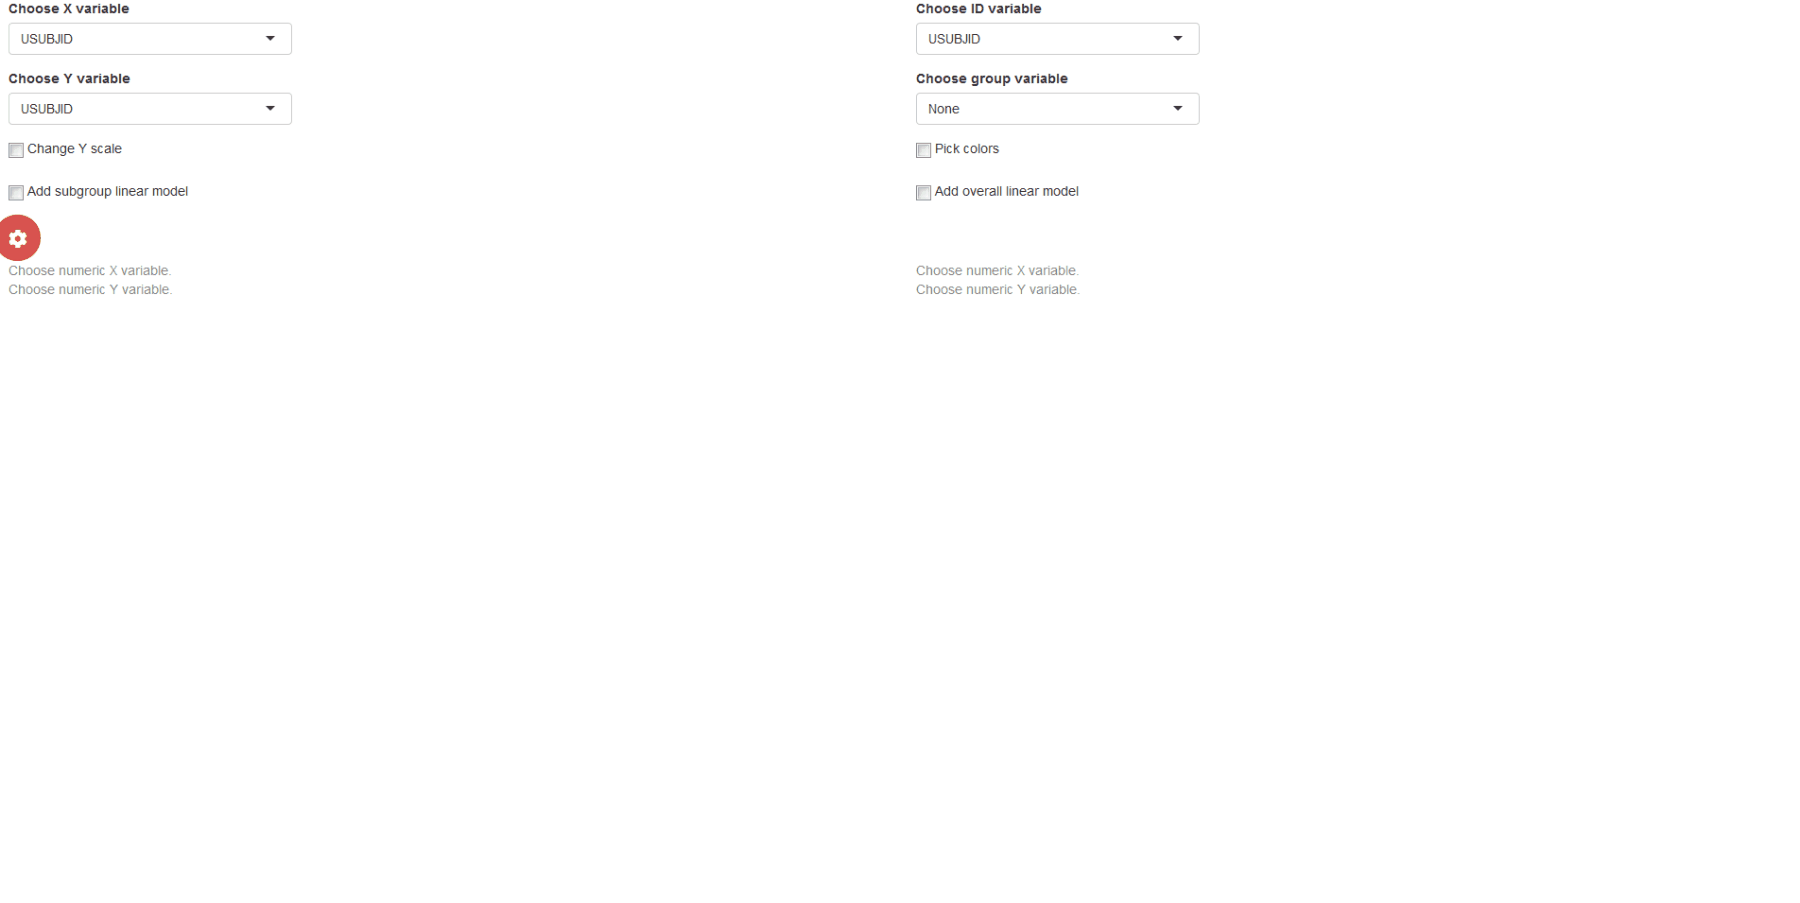 Choose X variable
USUBJID
Choose Y variable
USUBJID
Change Y scale
Add subgroup linear model
Choose numeric X variable.
Choose numeric Y variable.
Choose ID variable
USUBJID
Choose group variable
None
Pick colors
Add overall linear model
Choose numeric X variable.
Choose numeric Y variable.